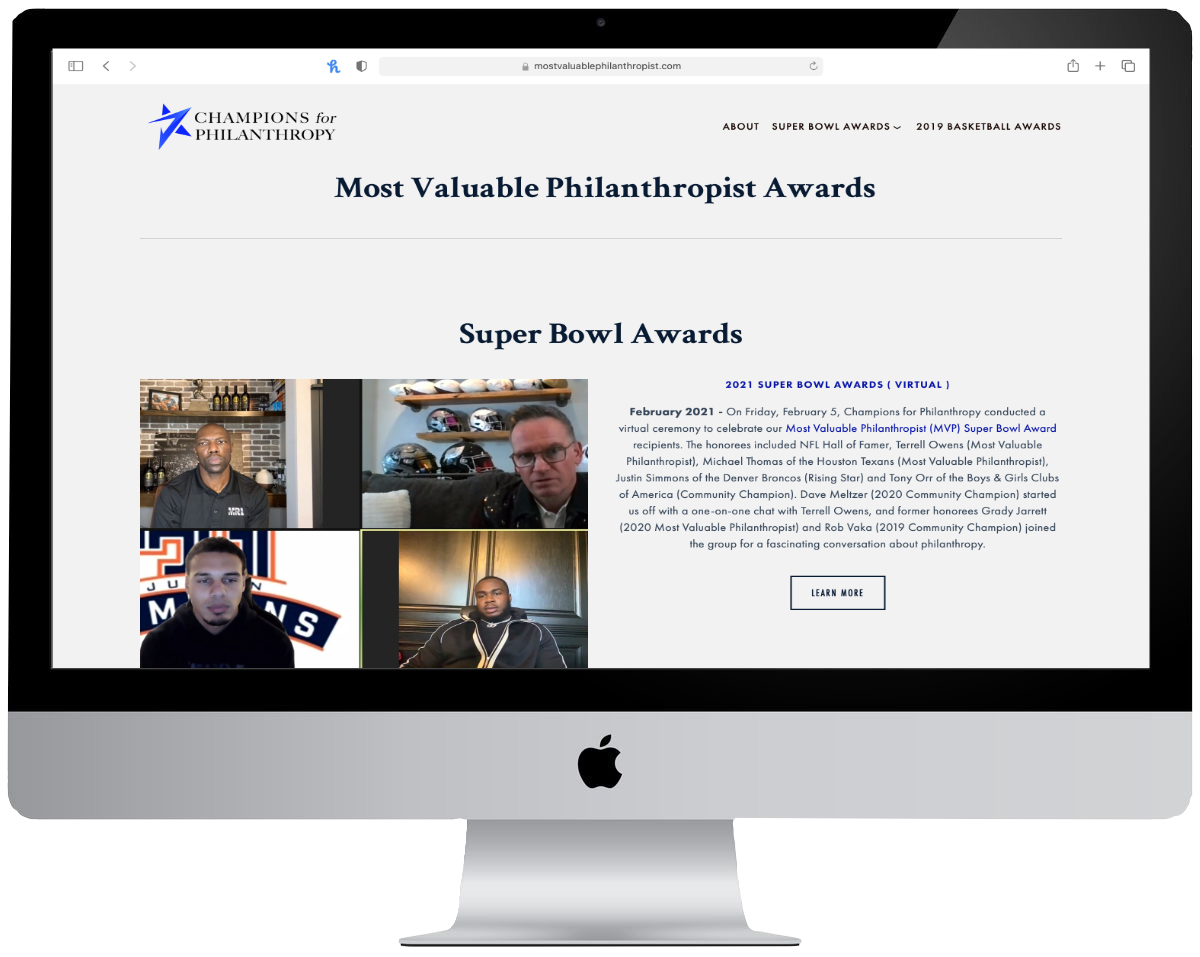 mostvaluablephilanthropist.com
CHAMPIONS for
PHILANTHROPY
ABOUT SUPER BOWL AWARDS 2019 BASKETBALL AWARDS
Most Valuable Philanthropist Awards
Super Bowl Awards
2021 SUPER BOWL AWARDS ( VIRTUAL )
February 2021 - On Friday, February 5, Champions for Philanthropy conducted a
virtual ceremony to celebrate our Most Valuable Philanthropist (MVP) Super Bowl Award
recipients. The honorees included NFL Hall of Famer, Terrell Owens (Most Valuable
Philanthropist), Michael Thomas of the Houston Texans (Most Valuable Philanthropist),
Justin Simmons of the Denver Broncos (Rising Star) and Tony Orr of the Boys & Girls Clubs
of America (Community Champion). Dave Meltzer (2020 Community Champion) started
us off with a one-on-one chat with Terrell Owens, and former honorees Grady Jarrett
(2020 Most Valuable Philanthropist) and Rob Vaka (2019 Community Champion) joined
the group for a fascinating conversation about philanthropy.
LEARN MORE